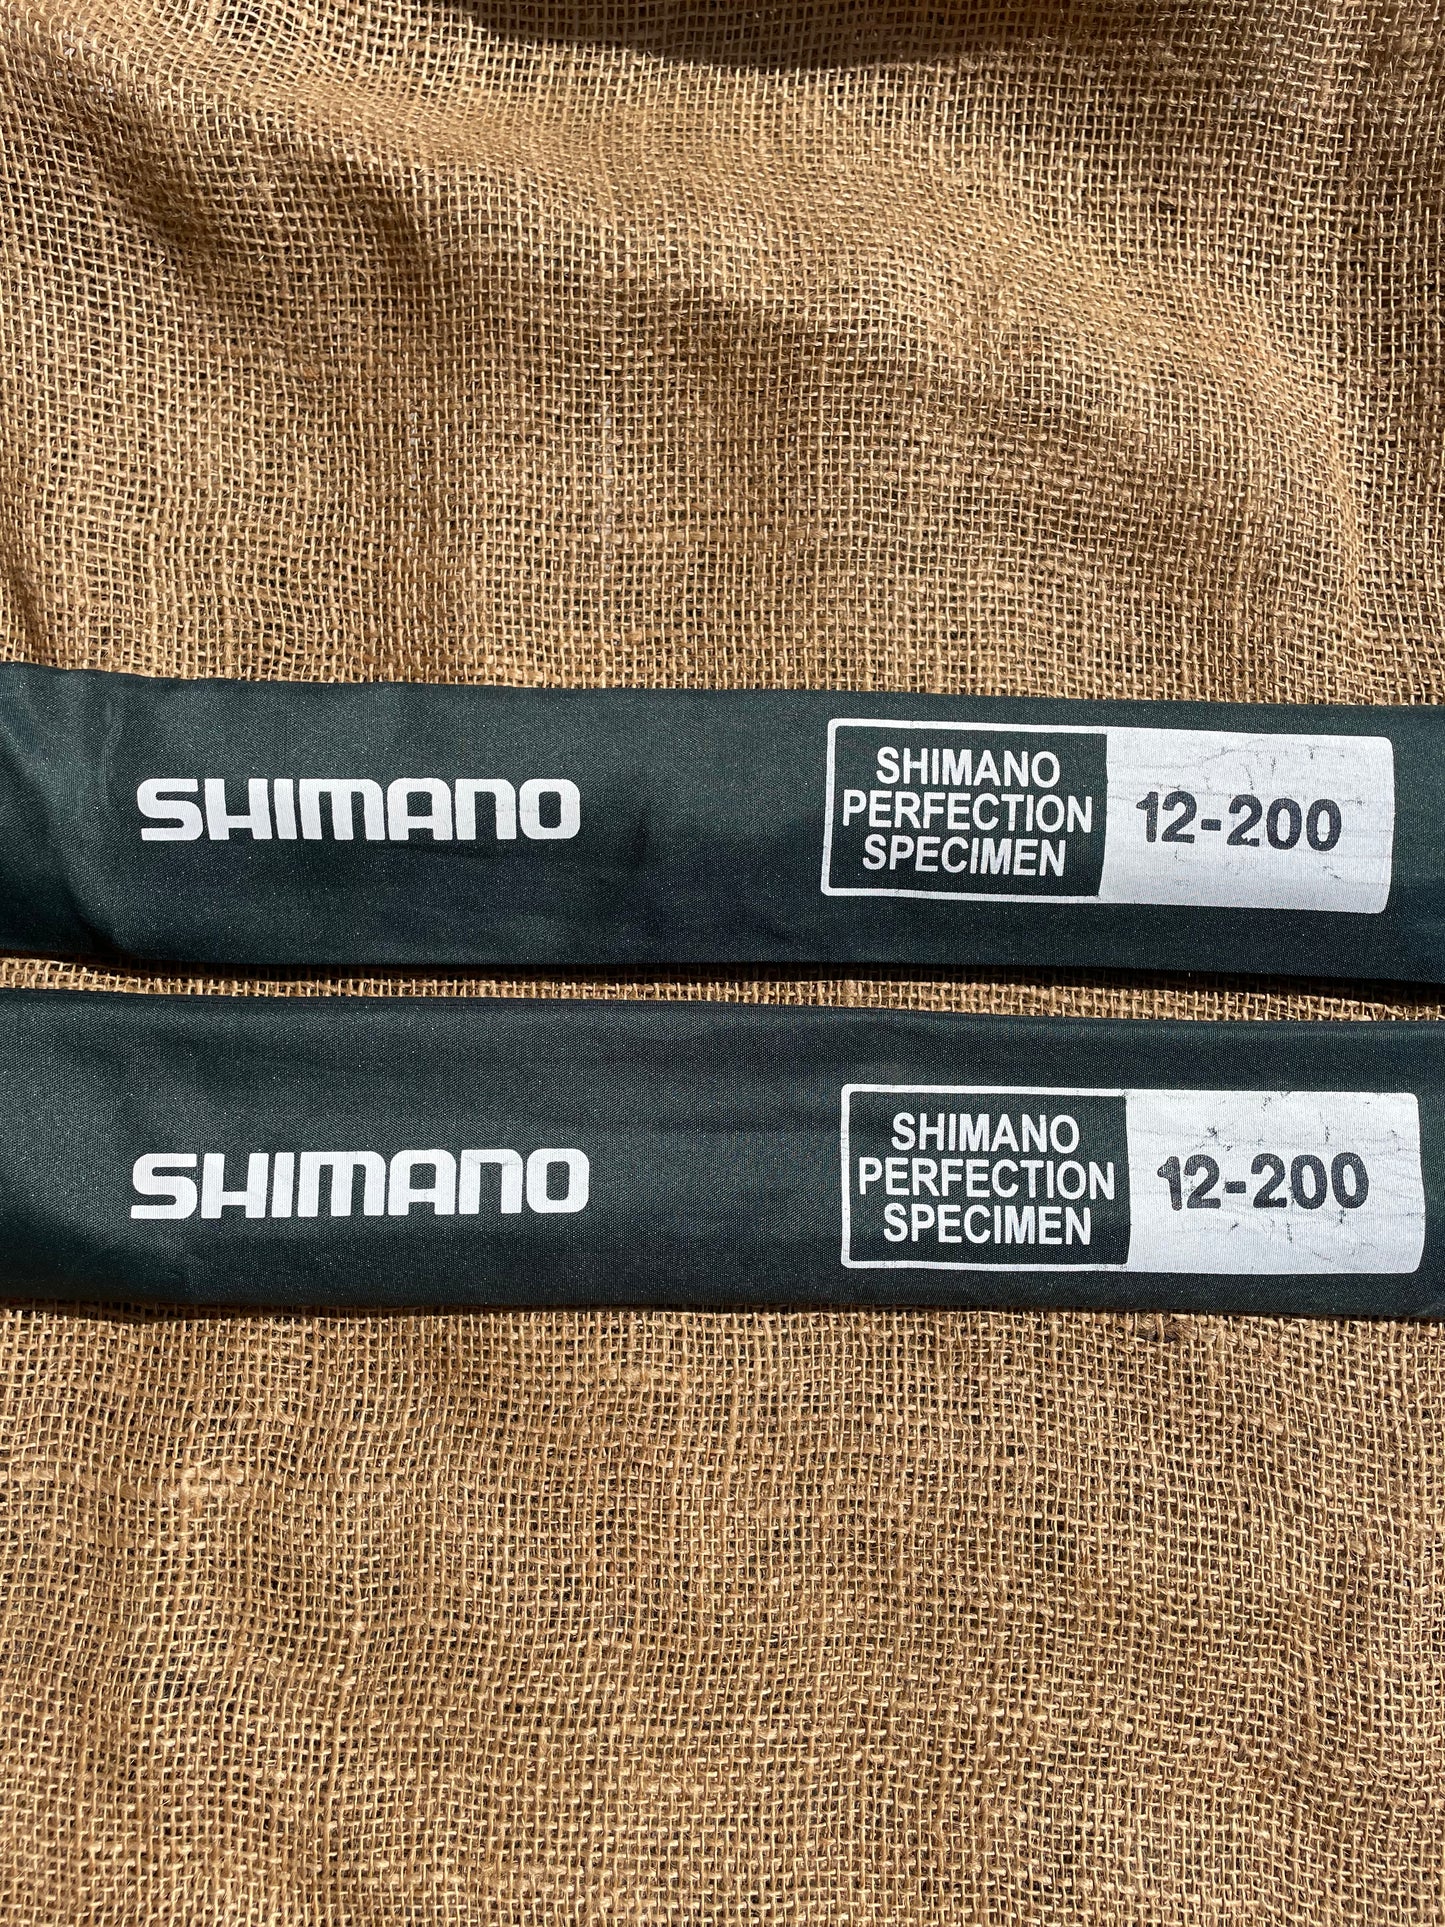 SHIMANO
SHIMANO
PERFECTION
SPECIMEN
12-200
SHIMANO
SHIMANO
PERFECTION
SPECIMEN
12-200